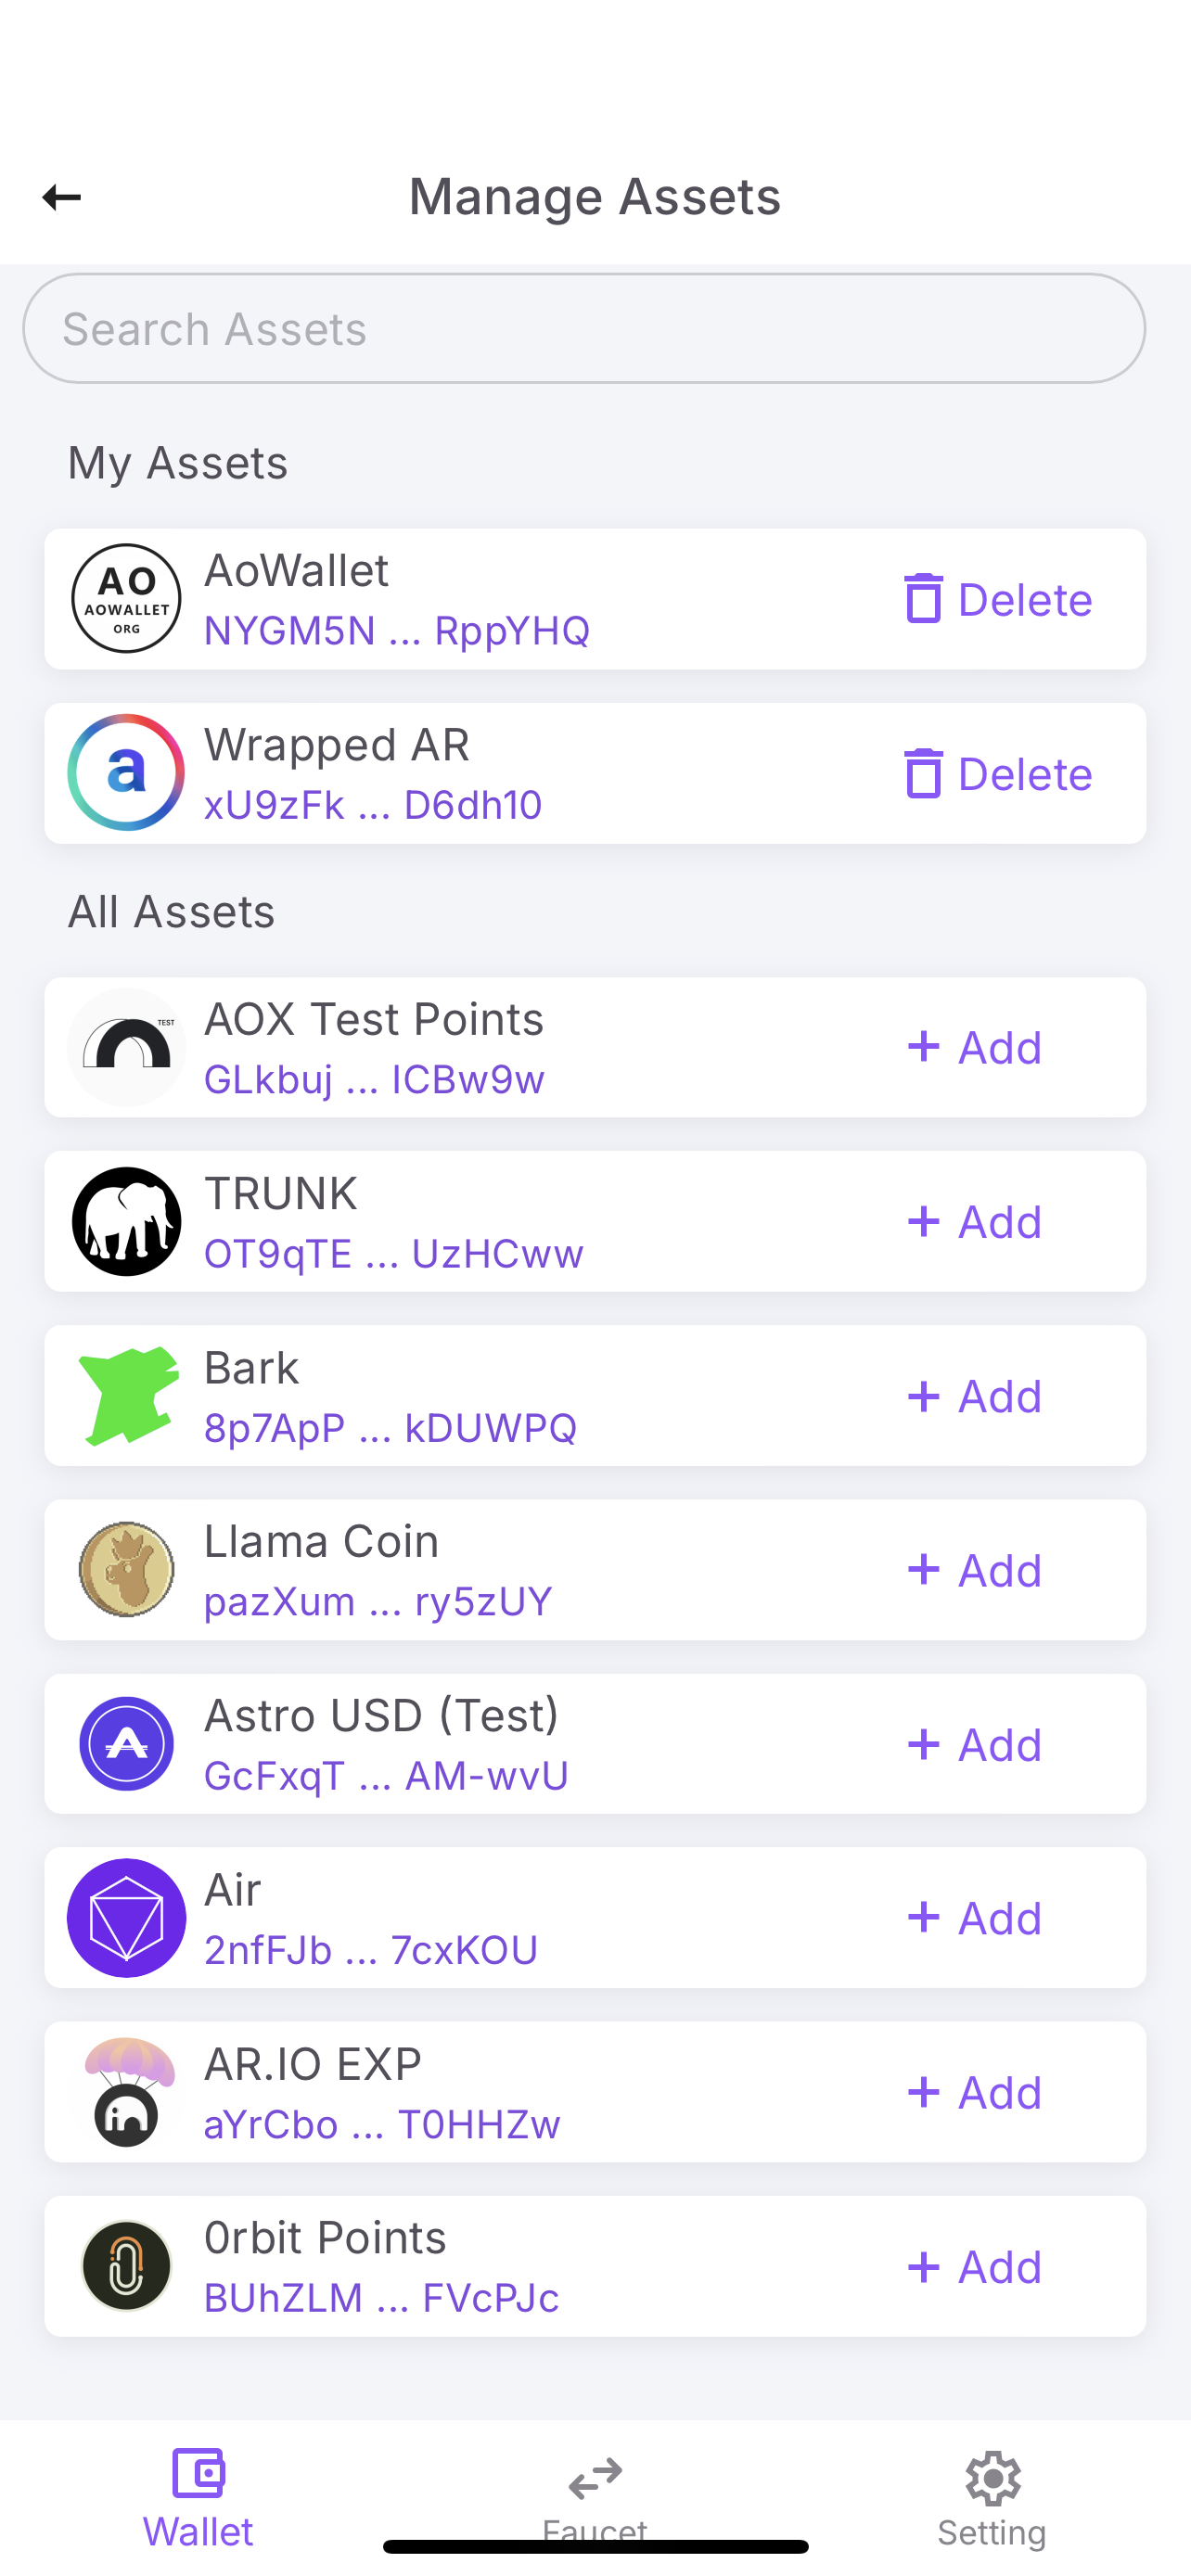 Manage Assets
Search Assets
My Assets
AO
AOWALLET
ORG
AoWallet
NYGM5N ... RppYHQ
Delete
a
Wrapped AR
xU9zFk ... D6dh10
Delete
All Assets
TEST
AOX Test Points
GLkbuj ... ICBw9w
+ Add
TRUNK
OT9qTE ... UzHCww
+ Add
Bark
8p7ApP ... kDUWPQ
+ Add
Llama Coin
pazXum ... ry5zUY
+ Add
Astro USD (Test)
GcFxqT ... AM-wvU
+ Add
Air
2nfFJb ... 7cxKOU
+ Add
AR.IO EXP
aYrCbo ... T0HHZw
+ Add
0rbit Points
BUhZLM ... FVcPJc
+ Add
Wallet
Faucet
Setting